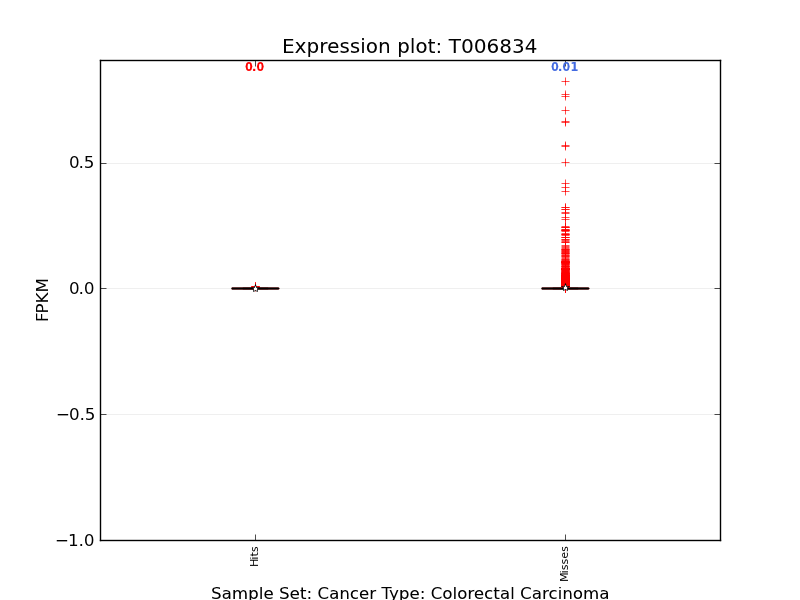 Expression plot: T006834
0.0
0.01
0.5
0.0
−0.5
−1.0
FPKM
Hits
Misses
Sample Set: Cancer Type: Colorectal Carcinoma